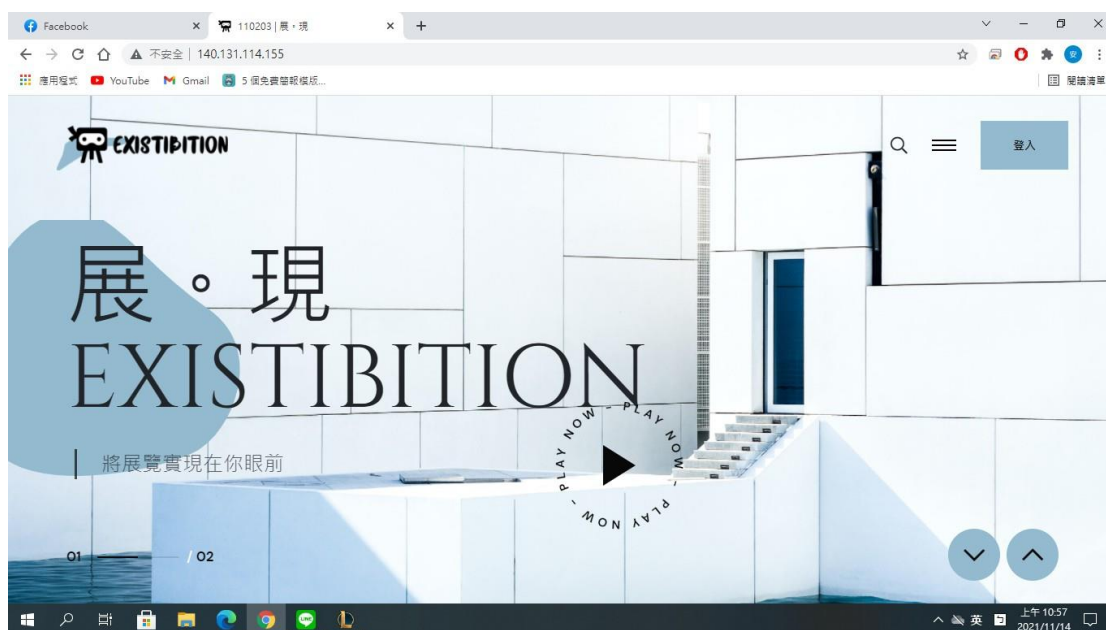 Facebook
110203 | 展・現
不安全 | 140.131.114.155
應用程式
YouTube
Gmail
5 個免費簡報模版...
閱讀清單
EXISTIBITION
登入
展。現
EXISTIBITION
將展覽實現在你眼前
PLAY NOW - PLAY NOW - PLAY NOW -
01 / 02
英
上午 10:57
2021/11/14